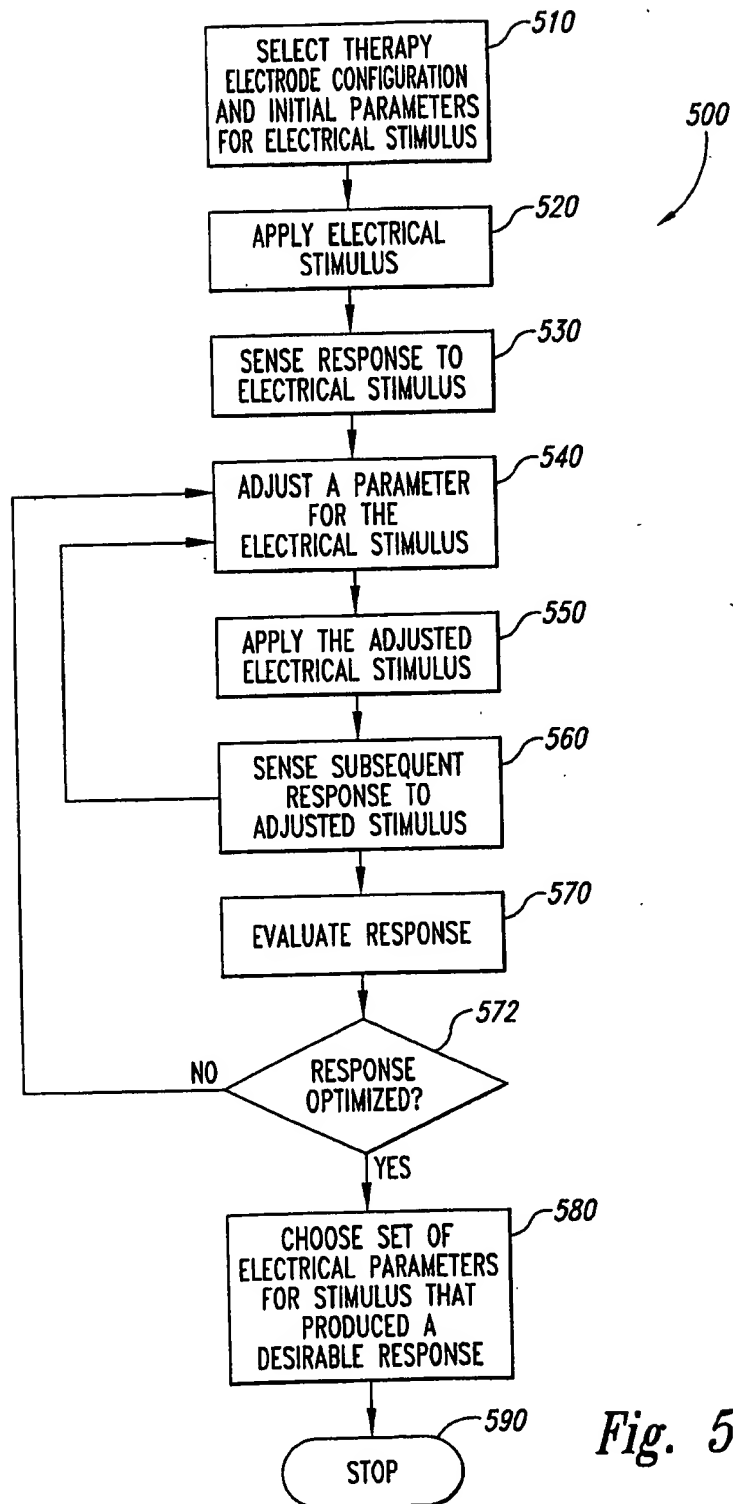 510
SELECT THERAPY
ELECTRODE CONFIGURATION
AND INITIAL PARAMETERS
FOR ELECTRICAL STIMULUS
500
520
APPLY ELECTRICAL
STIMULUS
530
SENSE RESPONSE TO
ELECTRICAL STIMULUS
540
ADJUST A PARAMETER
FOR THE
ELECTRICAL STIMULUS
550
APPLY THE ADJUSTED
ELECTRICAL STIMULUS
560
SENSE SUBSEQUENT
RESPONSE TO
ADJUSTED STIMULUS
570
EVALUATE RESPONSE
572
NO
RESPONSE
OPTIMIZED?
YES
580
CHOOSE SET OF
ELECTRICAL PARAMETERS
FOR STIMULUS THAT
PRODUCED A
DESIRABLE RESPONSE
590
STOP
Fig. 5